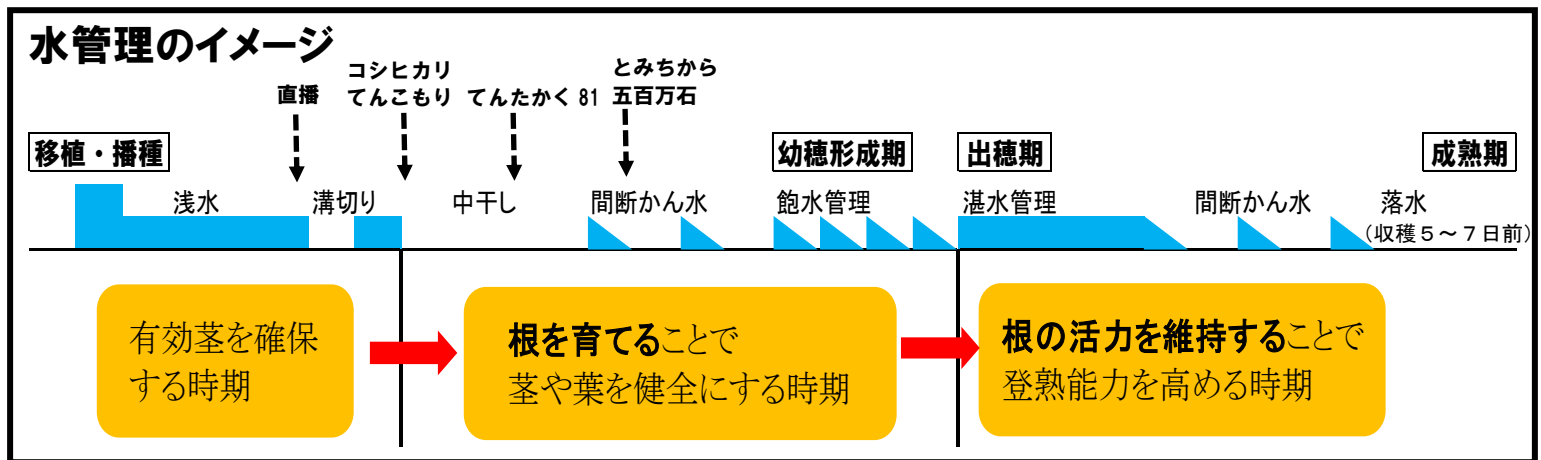 水管理のイメージ
とみちから
コシヒカリ
直播 てんこもり てんたかく 81 五百万石
移植・播種 幼穂形成期 出穂期 成熟期
浅水 溝切り 中干し 間断かん水 飽水管理 湛水管理 間断かん水 落水
(収穫5~7日前)
有効茎を確保
する時期
根を育てることで
茎や葉を健全にする時期
根の活力を維持することで
登熟能力を高める時期